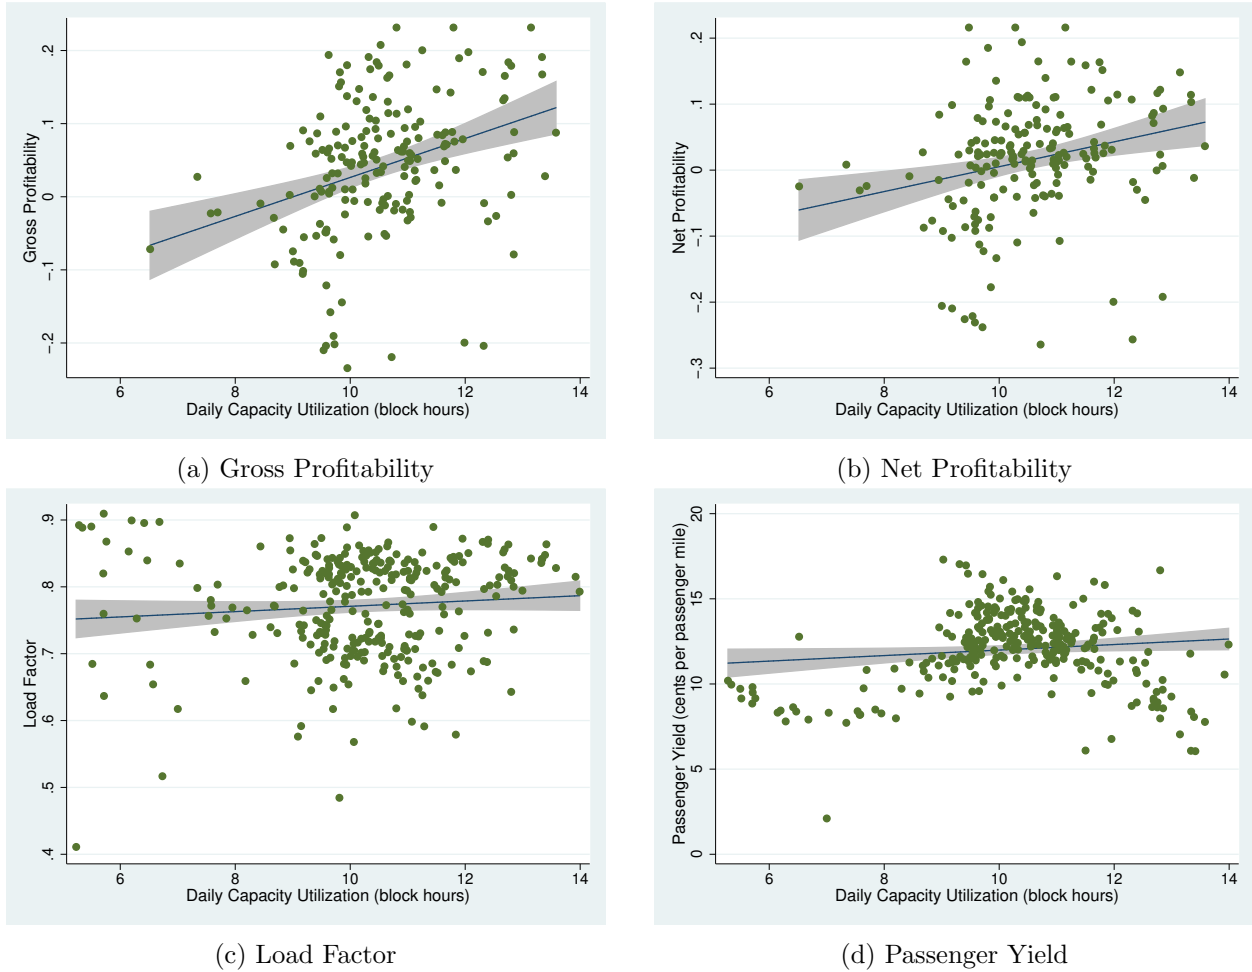 Gross Profitability
.2
.1
0
-.1
-.2
6 8 10 12 14
Daily Capacity Utilization (block hours)
(a) Gross Profitability
Net Profitability
.2
.1
0
-.1
-.2
-.3
6 8 10 12 14
Daily Capacity Utilization (block hours)
(b) Net Profitability
Load Factor
.9
.8
.7
.6
.5
.4
6 8 10 12 14
Daily Capacity Utilization (block hours)
(c) Load Factor
Passenger Yield (cents per passenger mile)
20
15
10
5
0
6 8 10 12 14
Daily Capacity Utilization (block hours)
(d) Passenger Yield